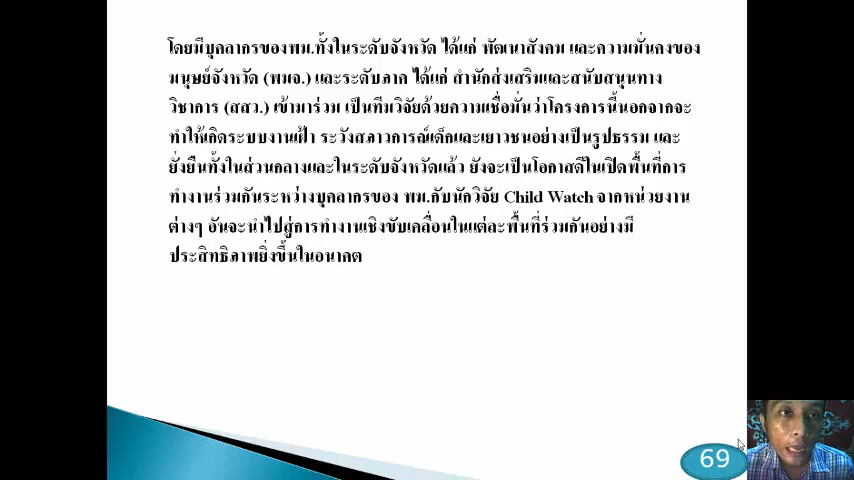 โดยมีบุคลากรของพม.ทั้งในระดับจังหวัด ได้แก่ พัฒนาสังคม และความมั่นคงของ
มนุษย์จังหวัด (พมจ.) และระดับภาค ได้แก่ สำนักส่งเสริมและสนับสนุนทาง
วิชาการ (สสว.) เข้ามาร่วม เป็นทีมวิจัยด้วยความเชื่อมั่นว่าโครงการนี้นอกจากจะ
ทำให้เกิดระบบงานเฝ้า ระวังสภาวการณ์เด็กและเยาวชนอย่างเป็นรูปธรรม และ
ยั่งยืนทั้งในส่วนกลางและในระดับจังหวัดแล้ว ยังจะเป็นโอกาสดีในเปิดพื้นที่การ
ทำงานร่วมกันระหว่างบุคลากรของ พม.กับนักวิจัย Child Watch จากหน่วยงาน
ต่างๆ อันจะนำไปสู่การทำงานเชิงขับเคลื่อนในแต่ละพื้นที่ร่วมกันอย่างมี
ประสิทธิภาพยิ่งขึ้นในอนาคต
69